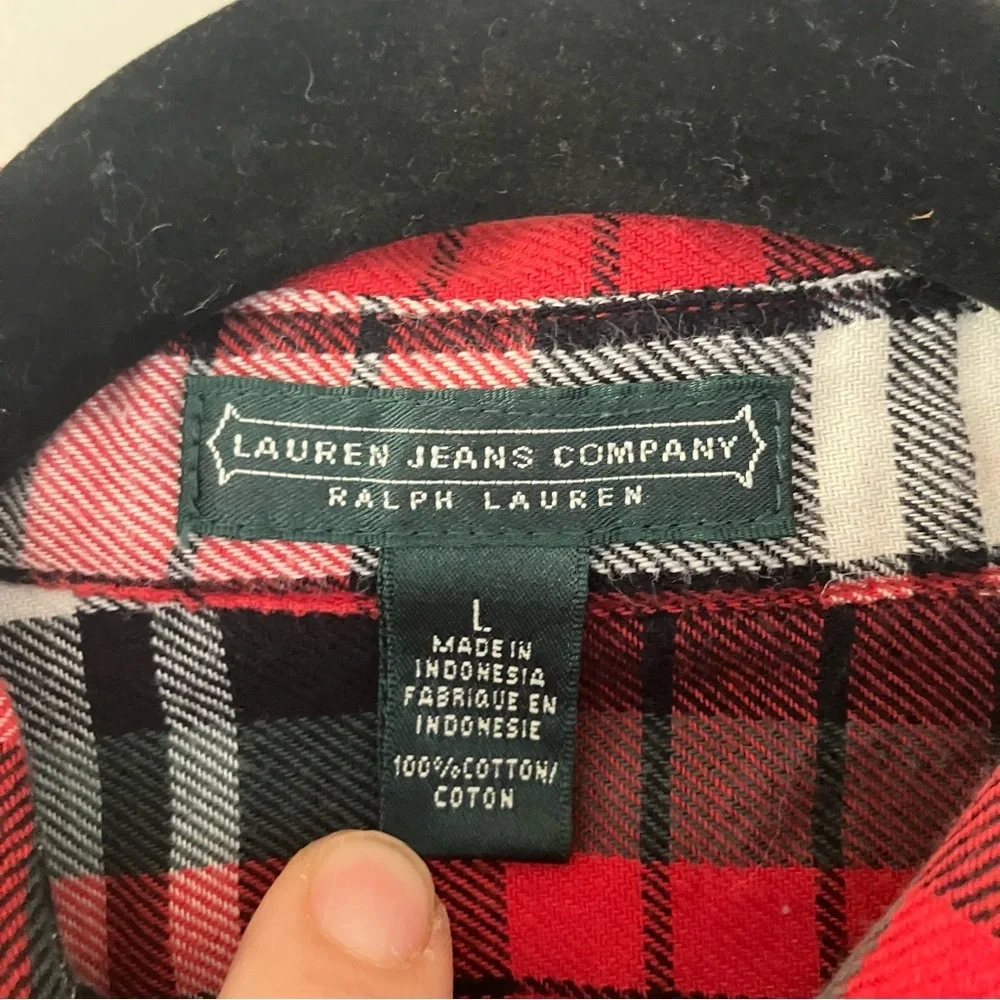 LAUREN JEANS COMPANY
RALPH LAUREN
L
MADE IN
INDONESIA
FABRIQUE EN
INDONESIE
100% COTTON/
COTON